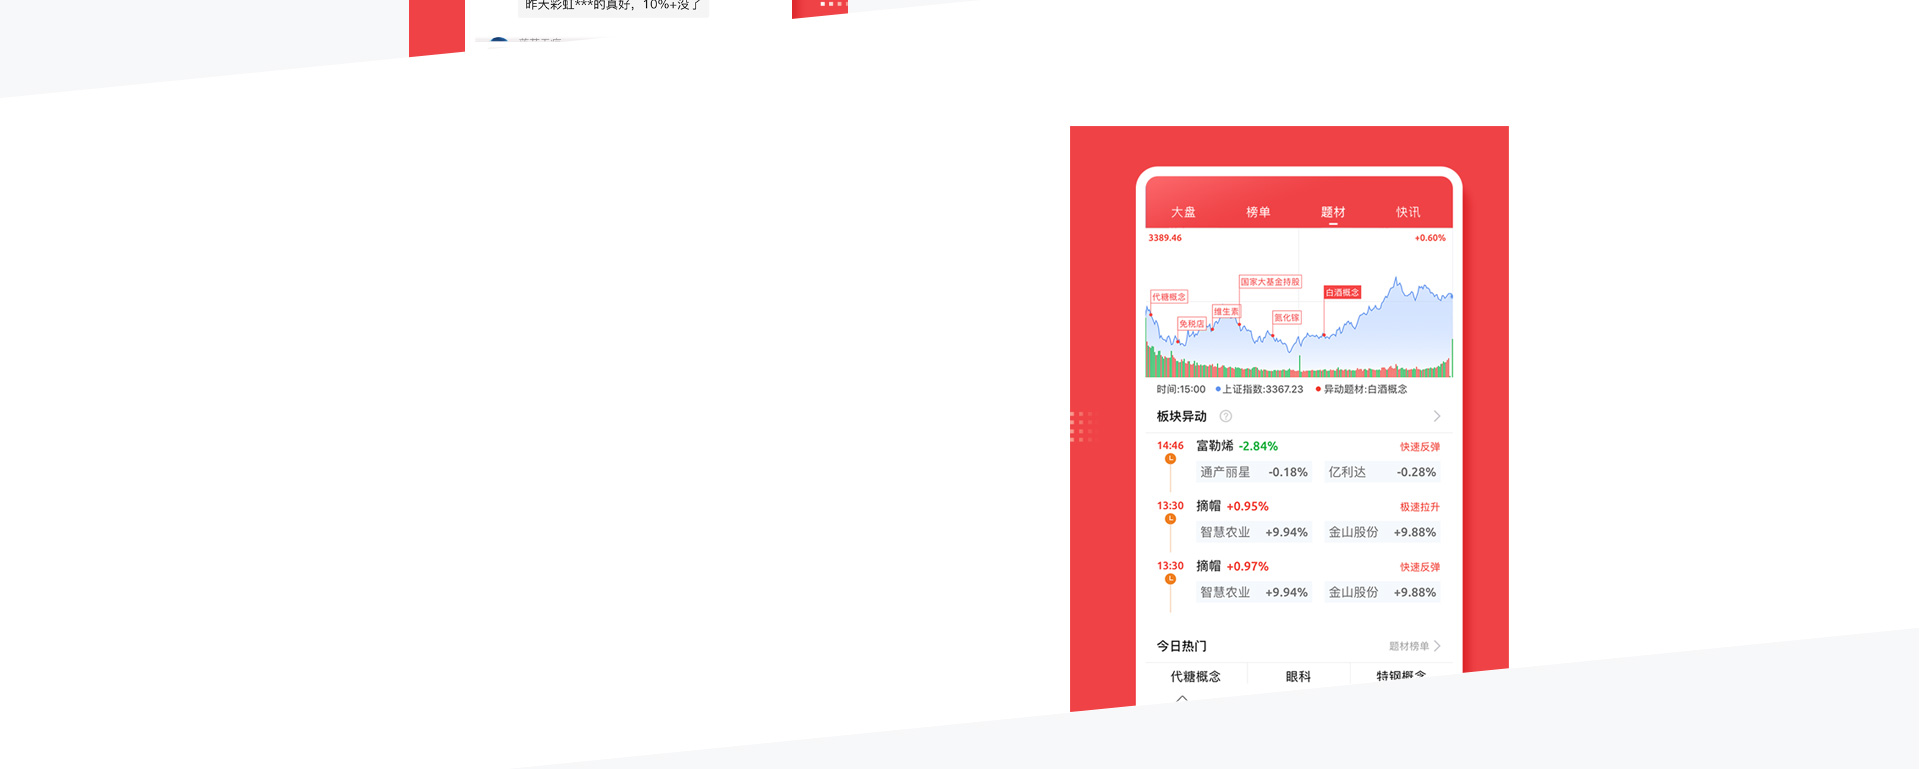 昨天彩虹***的真好，10%+没了
大盘 榜单 题材 快讯
3389.46 +0.60%
国家大基金持股
白酒概念
代糖概念
维生素
氮化镓
免税店
时间:15:00 上证指数:3367.23 异动题材:白酒概念
板块异动
14:46 富勒烯 -2.84% 快速反弹
通产丽星 -0.18% 亿利达 -0.28%
13:30 摘帽 +0.95% 极速拉升
智慧农业 +9.94% 金山股份 +9.88%
13:30 摘帽 +0.97% 快速反弹
智慧农业 +9.94% 金山股份 +9.88%
今日热门 题材榜单
代糖概念 眼科 特钢概念